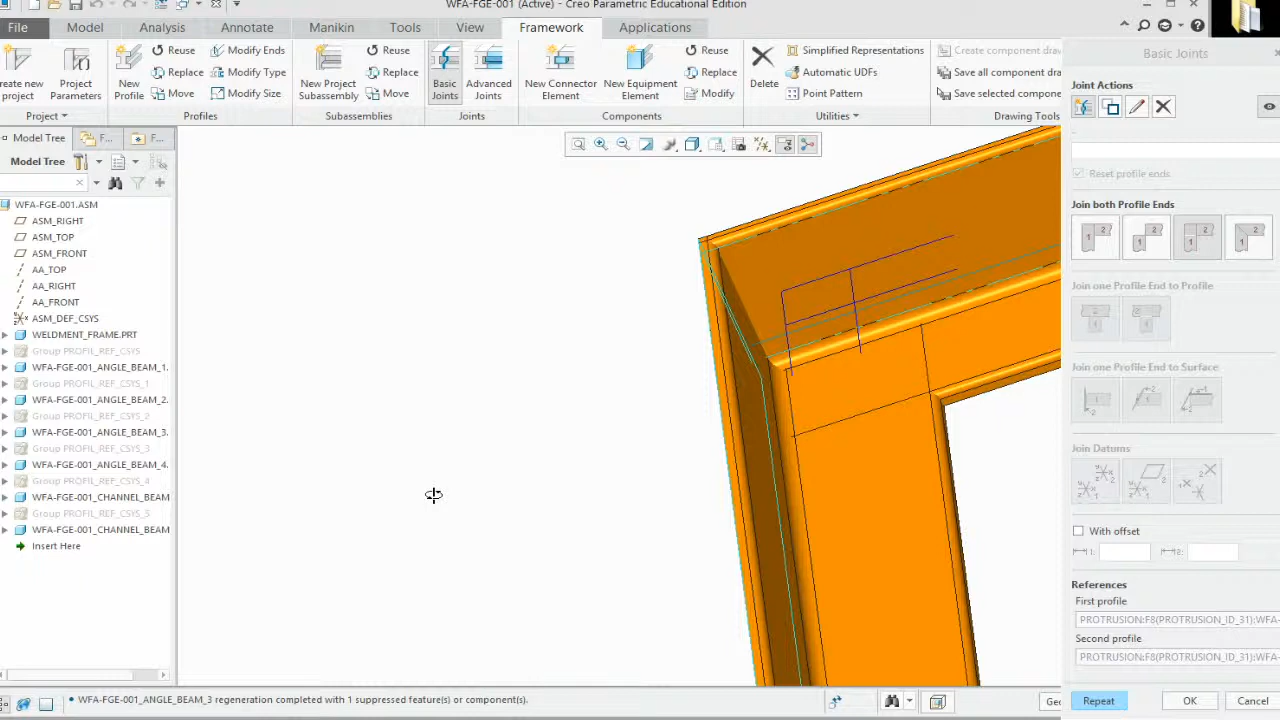 WFA-FGE-001 (Active) - Creo Parametric Educational Edition
File Model Analysis Annotate Manikin Tools View Framework Applications
project
Project Parameters
Project
New Profile
Reuse
Replace
Move
Modify Ends
Modify Type
Modify Size
Profiles
New Project Subassembly
Reuse
Replace
Move
Subassemblies
Basic Joints
Advanced Joints
Joints
New Connector Element
New Equipment Element
Reuse
Replace
Modify
Components
Delete
Simplified Representations
Automatic UDFs
Point Pattern
Utilities
Create component
Save all component
Save selected
Drawing Tools
Model Tree
F...
F...
Model Tree
WFA-FGE-001.ASM
ASM_RIGHT
ASM_TOP
ASM_FRONT
AA_TOP
AA_RIGHT
AA_FRONT
ASM_DEF_CSYS
WELDMENT_FRAME.PRT
Group PROFIL_REF_CSYS
WFA-FGE-001_ANGLE_BEAM_1.
Group PROFIL_REF_CSYS_1
WFA-FGE-001_ANGLE_BEAM_2.
Group PROFIL_REF_CSYS_2
WFA-FGE-001_ANGLE_BEAM_3.
Group PROFIL_REF_CSYS_3
WFA-FGE-001_ANGLE_BEAM_4.
Group PROFIL_REF_CSYS_4
WFA-FGE-001_CHANNEL_BEAM
Group PROFIL_REF_CSYS_5
WFA-FGE-001_CHANNEL_BEAM
Insert Here
WFA-FGE-001_ANGLE_BEAM_3 regeneration completed with 1 suppressed feature(s) or component(s).
Basic Joints
Joint Actions
Reset profile ends
Join both Profile Ends
Join one Profile End to Profile
Join one Profile End to Surface
Join Datums
With offset
1:
2:
References
First profile
PROTRUSION:F8(PROTRUSION_ID_31):WFA-
Second profile
PROTRUSION:F8(PROTRUSION_ID_31):WFA-
Repeat
OK
Cancel